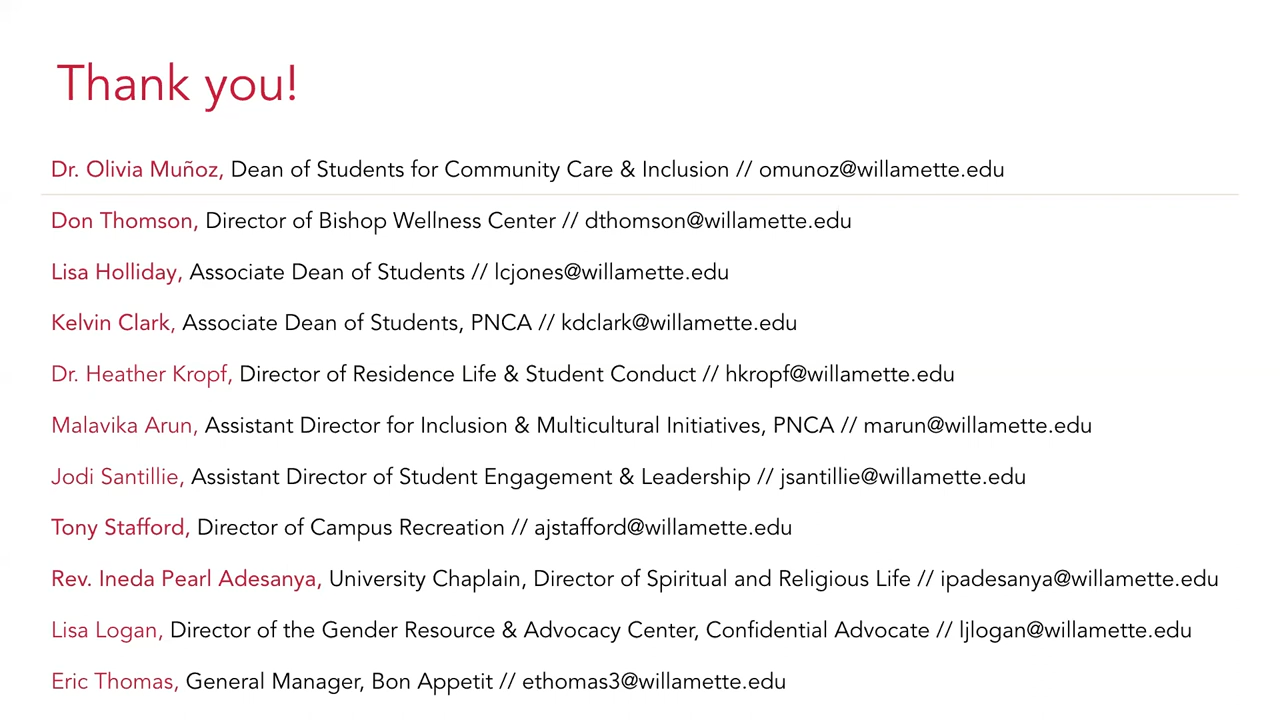 Thank you!
Dr. Olivia Muñoz, Dean of Students for Community Care & Inclusion // omunoz@willamette.edu
Don Thomson, Director of Bishop Wellness Center // dthomson@willamette.edu
Lisa Holliday, Associate Dean of Students // lcjones@willamette.edu
Kelvin Clark, Associate Dean of Students, PNCA // kdclark@willamette.edu
Dr. Heather Kropf, Director of Residence Life & Student Conduct // hkropf@willamette.edu
Malavika Arun, Assistant Director for Inclusion & Multicultural Initiatives, PNCA // marun@willamette.edu
Jodi Santillie, Assistant Director of Student Engagement & Leadership // jsantillie@willamette.edu
Tony Stafford, Director of Campus Recreation // ajstafford@willamette.edu
Rev. Ineda Pearl Adesanya, University Chaplain, Director of Spiritual and Religious Life // ipadesanya@willamette.edu
Lisa Logan, Director of the Gender Resource & Advocacy Center, Confidential Advocate // ljlogan@willamette.edu
Eric Thomas, General Manager, Bon Appetit // ethomas3@willamette.edu